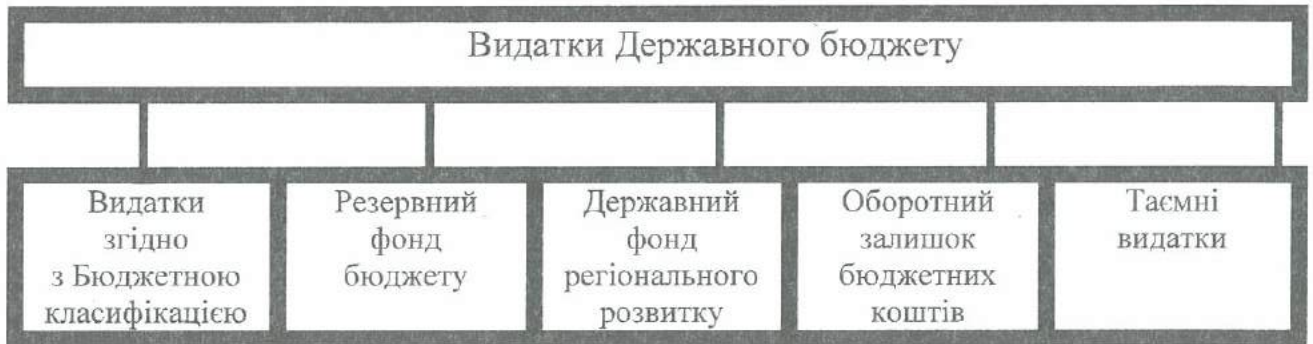 Видатки Державного бюджету
Видатки
згідно
з Бюджетною
класифікацією
Резервний
фонд
бюджету
Державний
фонд
регіонального
розвитку
Оборотний
залишок
бюджетних
коштів
Таємні
видатки